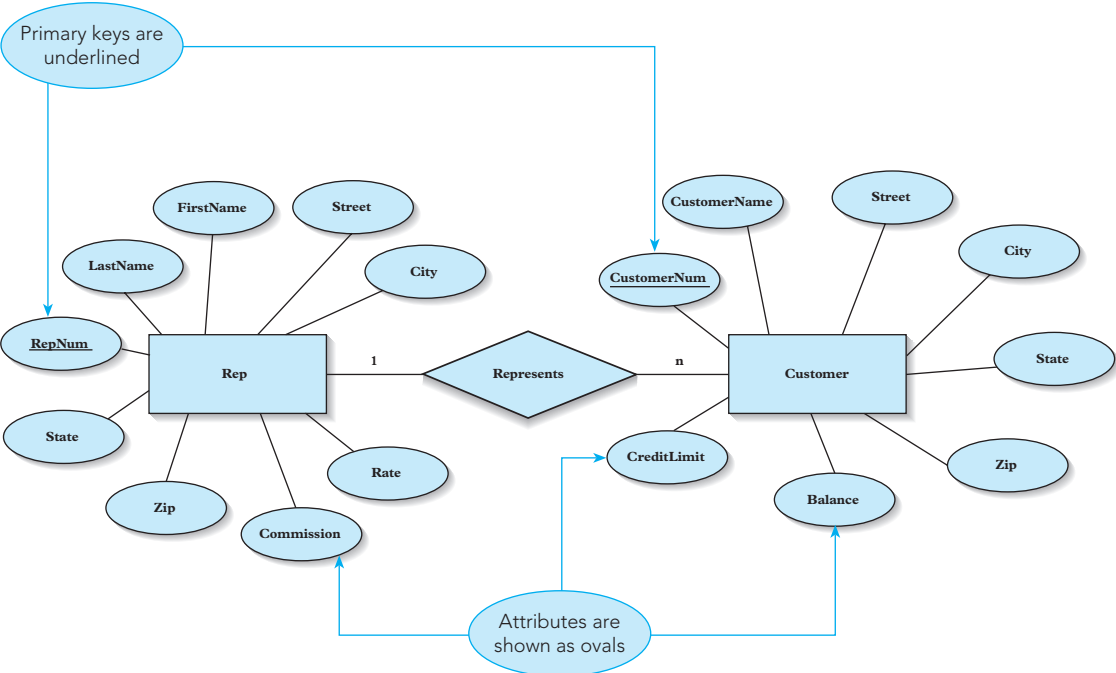 Primary keys are
underlined
FirstName
Street
LastName
City
RepNum
Rep
State
Zip
Commission
Rate
1
Represents
n
CustomerName
Street
CustomerNum
City
Customer
State
CreditLimit
Zip
Balance
Attributes are
shown as ovals